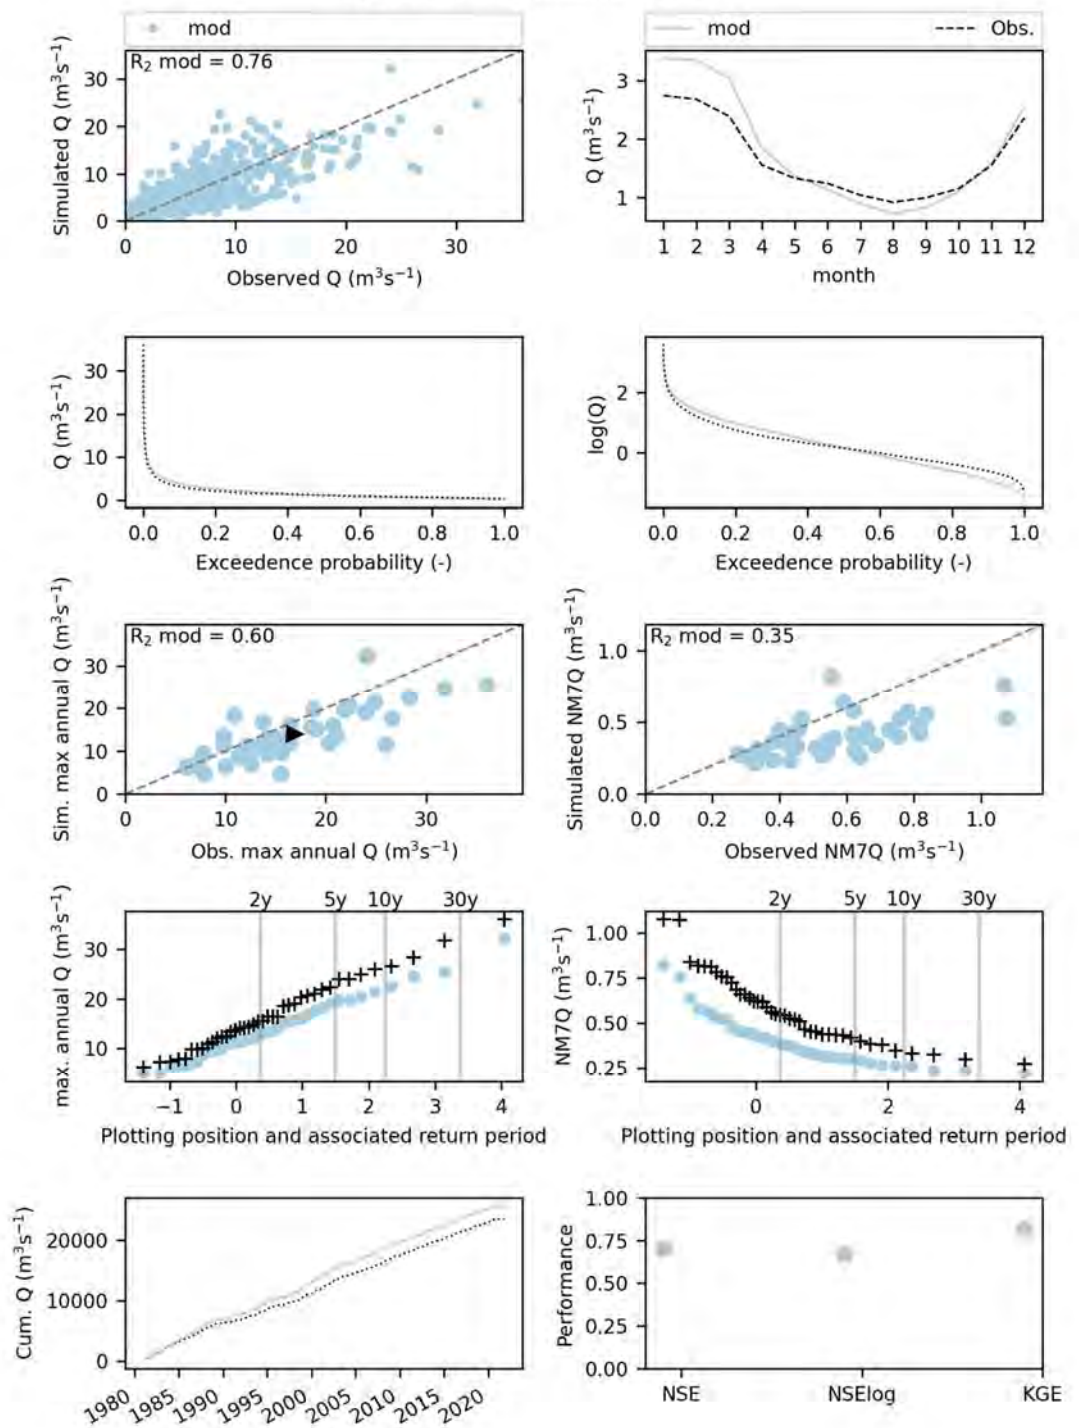 mod
R₂ mod = 0.76
Simulated Q (m³s⁻¹)
30
20
10
0
0 10 20 30
Observed Q (m³s⁻¹)
mod Obs.
Q (m³s⁻¹)
3
2
1
1 2 3 4 5 6 7 8 9 10 11 12
month
Q (m³s⁻¹)
30
20
10
0
0.0 0.2 0.4 0.6 0.8 1.0
Exceedence probability (-)
log(Q)
2
0
0.0 0.2 0.4 0.6 0.8 1.0
Exceedence probability (-)
R₂ mod = 0.60
Sim. max annual Q (m³s⁻¹)
30
20
10
0
0 10 20 30
Obs. max annual Q (m³s⁻¹)
R₂ mod = 0.35
Simulated NM7Q (m³s⁻¹)
1.0
0.5
0.0
0.0 0.2 0.4 0.6 0.8 1.0
Observed NM7Q (m³s⁻¹)
2y 5y 10y 30y
max. annual Q (m³s⁻¹)
30
20
10
−1 0 1 2 3 4
Plotting position and associated return period
2y 5y 10y 30y
NM7Q (m³s⁻¹)
1.00
0.75
0.50
0.25
0 2 4
Plotting position and associated return period
Cum. Q (m³s⁻¹)
20000
10000
0
1980 1985 1990 1995 2000 2005 2010 2015 2020
Performance
1.00
0.75
0.50
0.25
0.00
NSE NSElog KGE